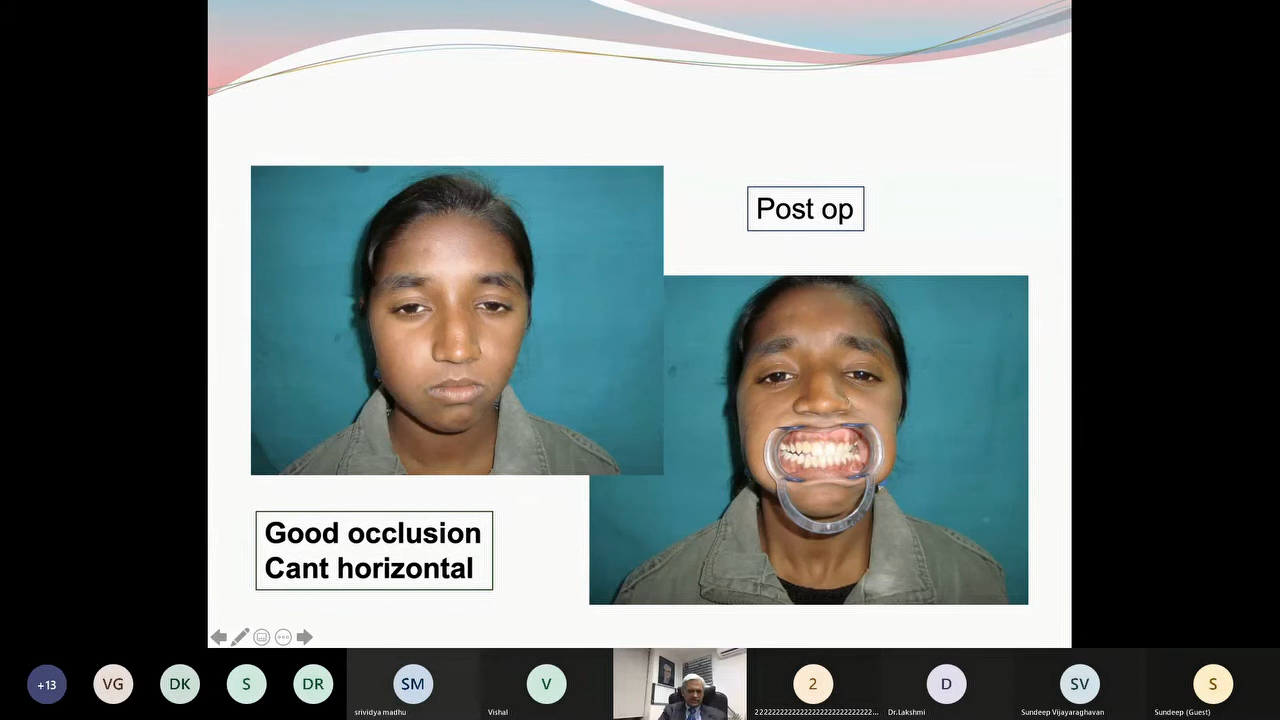 Post op
Good occlusion
Cant horizontal
+13
VG
DK
S
DR
SM
srividya madhu
V
Vishal
2
22222222222222222222222222222...
D
Dr.Lakshmi
SV
Sundeep Vijayaraghavan
S
Sundeep (Guest)